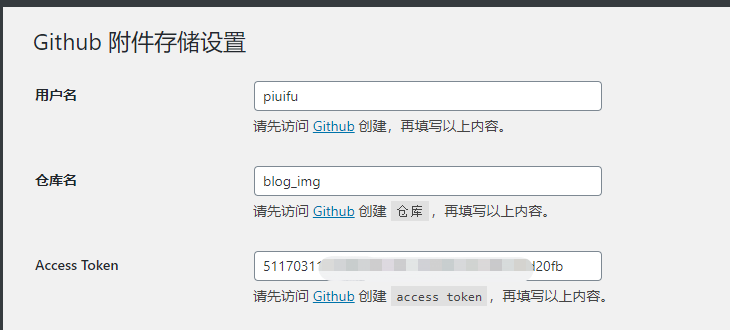 Github 附件存储设置
用户名
piuifu
请先访问 Github 创建，再填写以上内容。
仓库名
blog_img
请先访问 Github 创建 仓库 ，再填写以上内容。
Access Token
5117031 d20fb
请先访问 Github 创建 access token ，再填写以上内容。